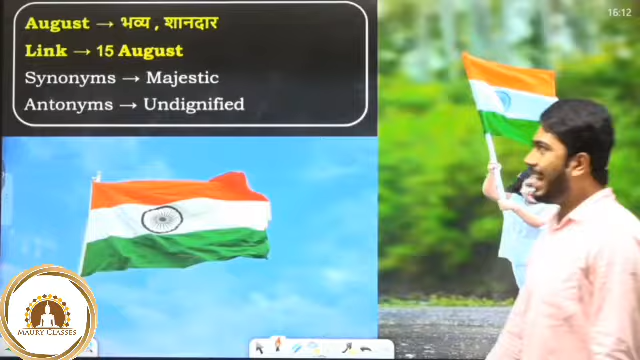 August → भव्य , शानदार
Link → 15 August
Synonyms → Majestic
Antonyms → Undignified
16:12
MAURY CLASSES